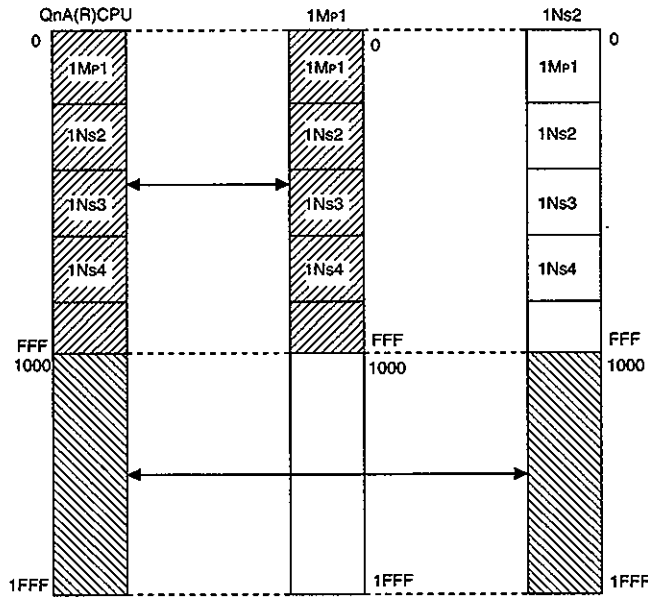 QnA(R)CPU 1MP1 1NS2
0 0 0
1MP1 1MP1 1MP1
1NS2 1NS2 1NS2
1NS3 1NS3 1NS3
1NS4 1NS4 1NS4
FFF FFF FFF
1000 1000 1000
1FFF 1FFF 1FFF